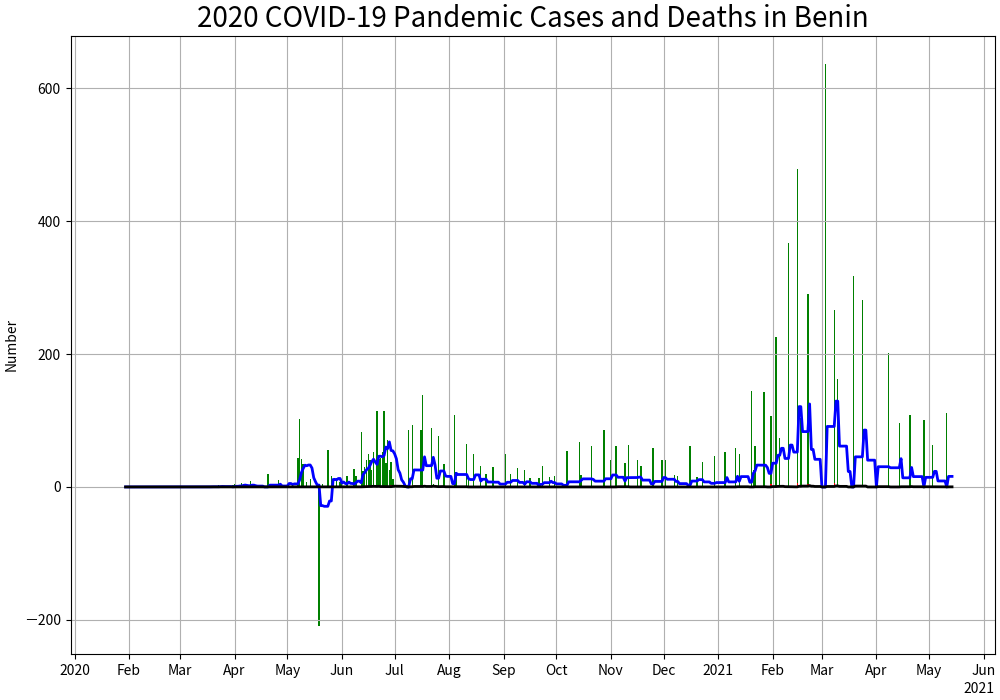 2020 COVID-19 Pandemic Cases and Deaths in Benin
Number
600
400
200
0
−200
2020 Feb Mar Apr May Jun Jul Aug Sep Oct Nov Dec 2021 Feb Mar Apr May Jun
2021